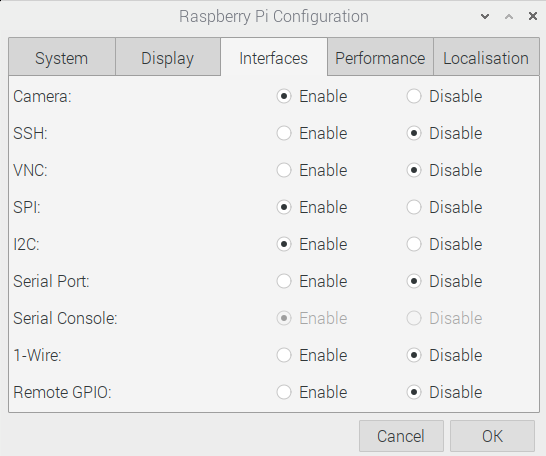 Raspberry Pi Configuration
System Display Interfaces Performance Localisation
Camera: Enable Disable
SSH: Enable Disable
VNC: Enable Disable
SPI: Enable Disable
I2C: Enable Disable
Serial Port: Enable Disable
Serial Console: Enable Disable
1-Wire: Enable Disable
Remote GPIO: Enable Disable
Cancel OK